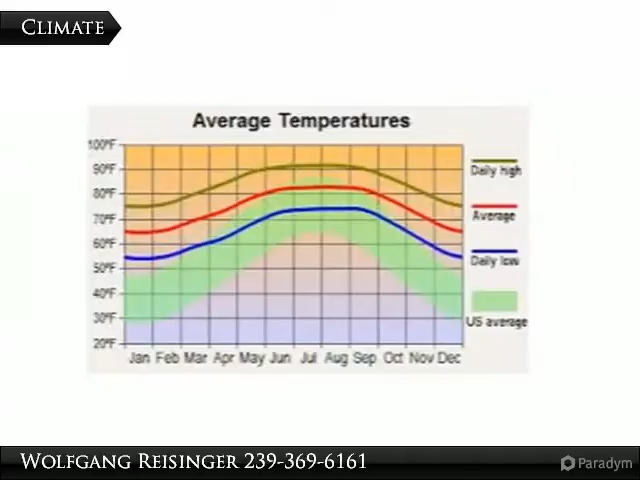 CLIMATE
Average Temperatures
100°F
90°F
80°F
70°F
60°F
50°F
40°F
30°F
20°F
Jan Feb Mar Apr May Jun Jul Aug Sep Oct Nov Dec
Daily high
Average
Daily low
US average
WOLFGANG REISINGER 239-369-6161
Paradym